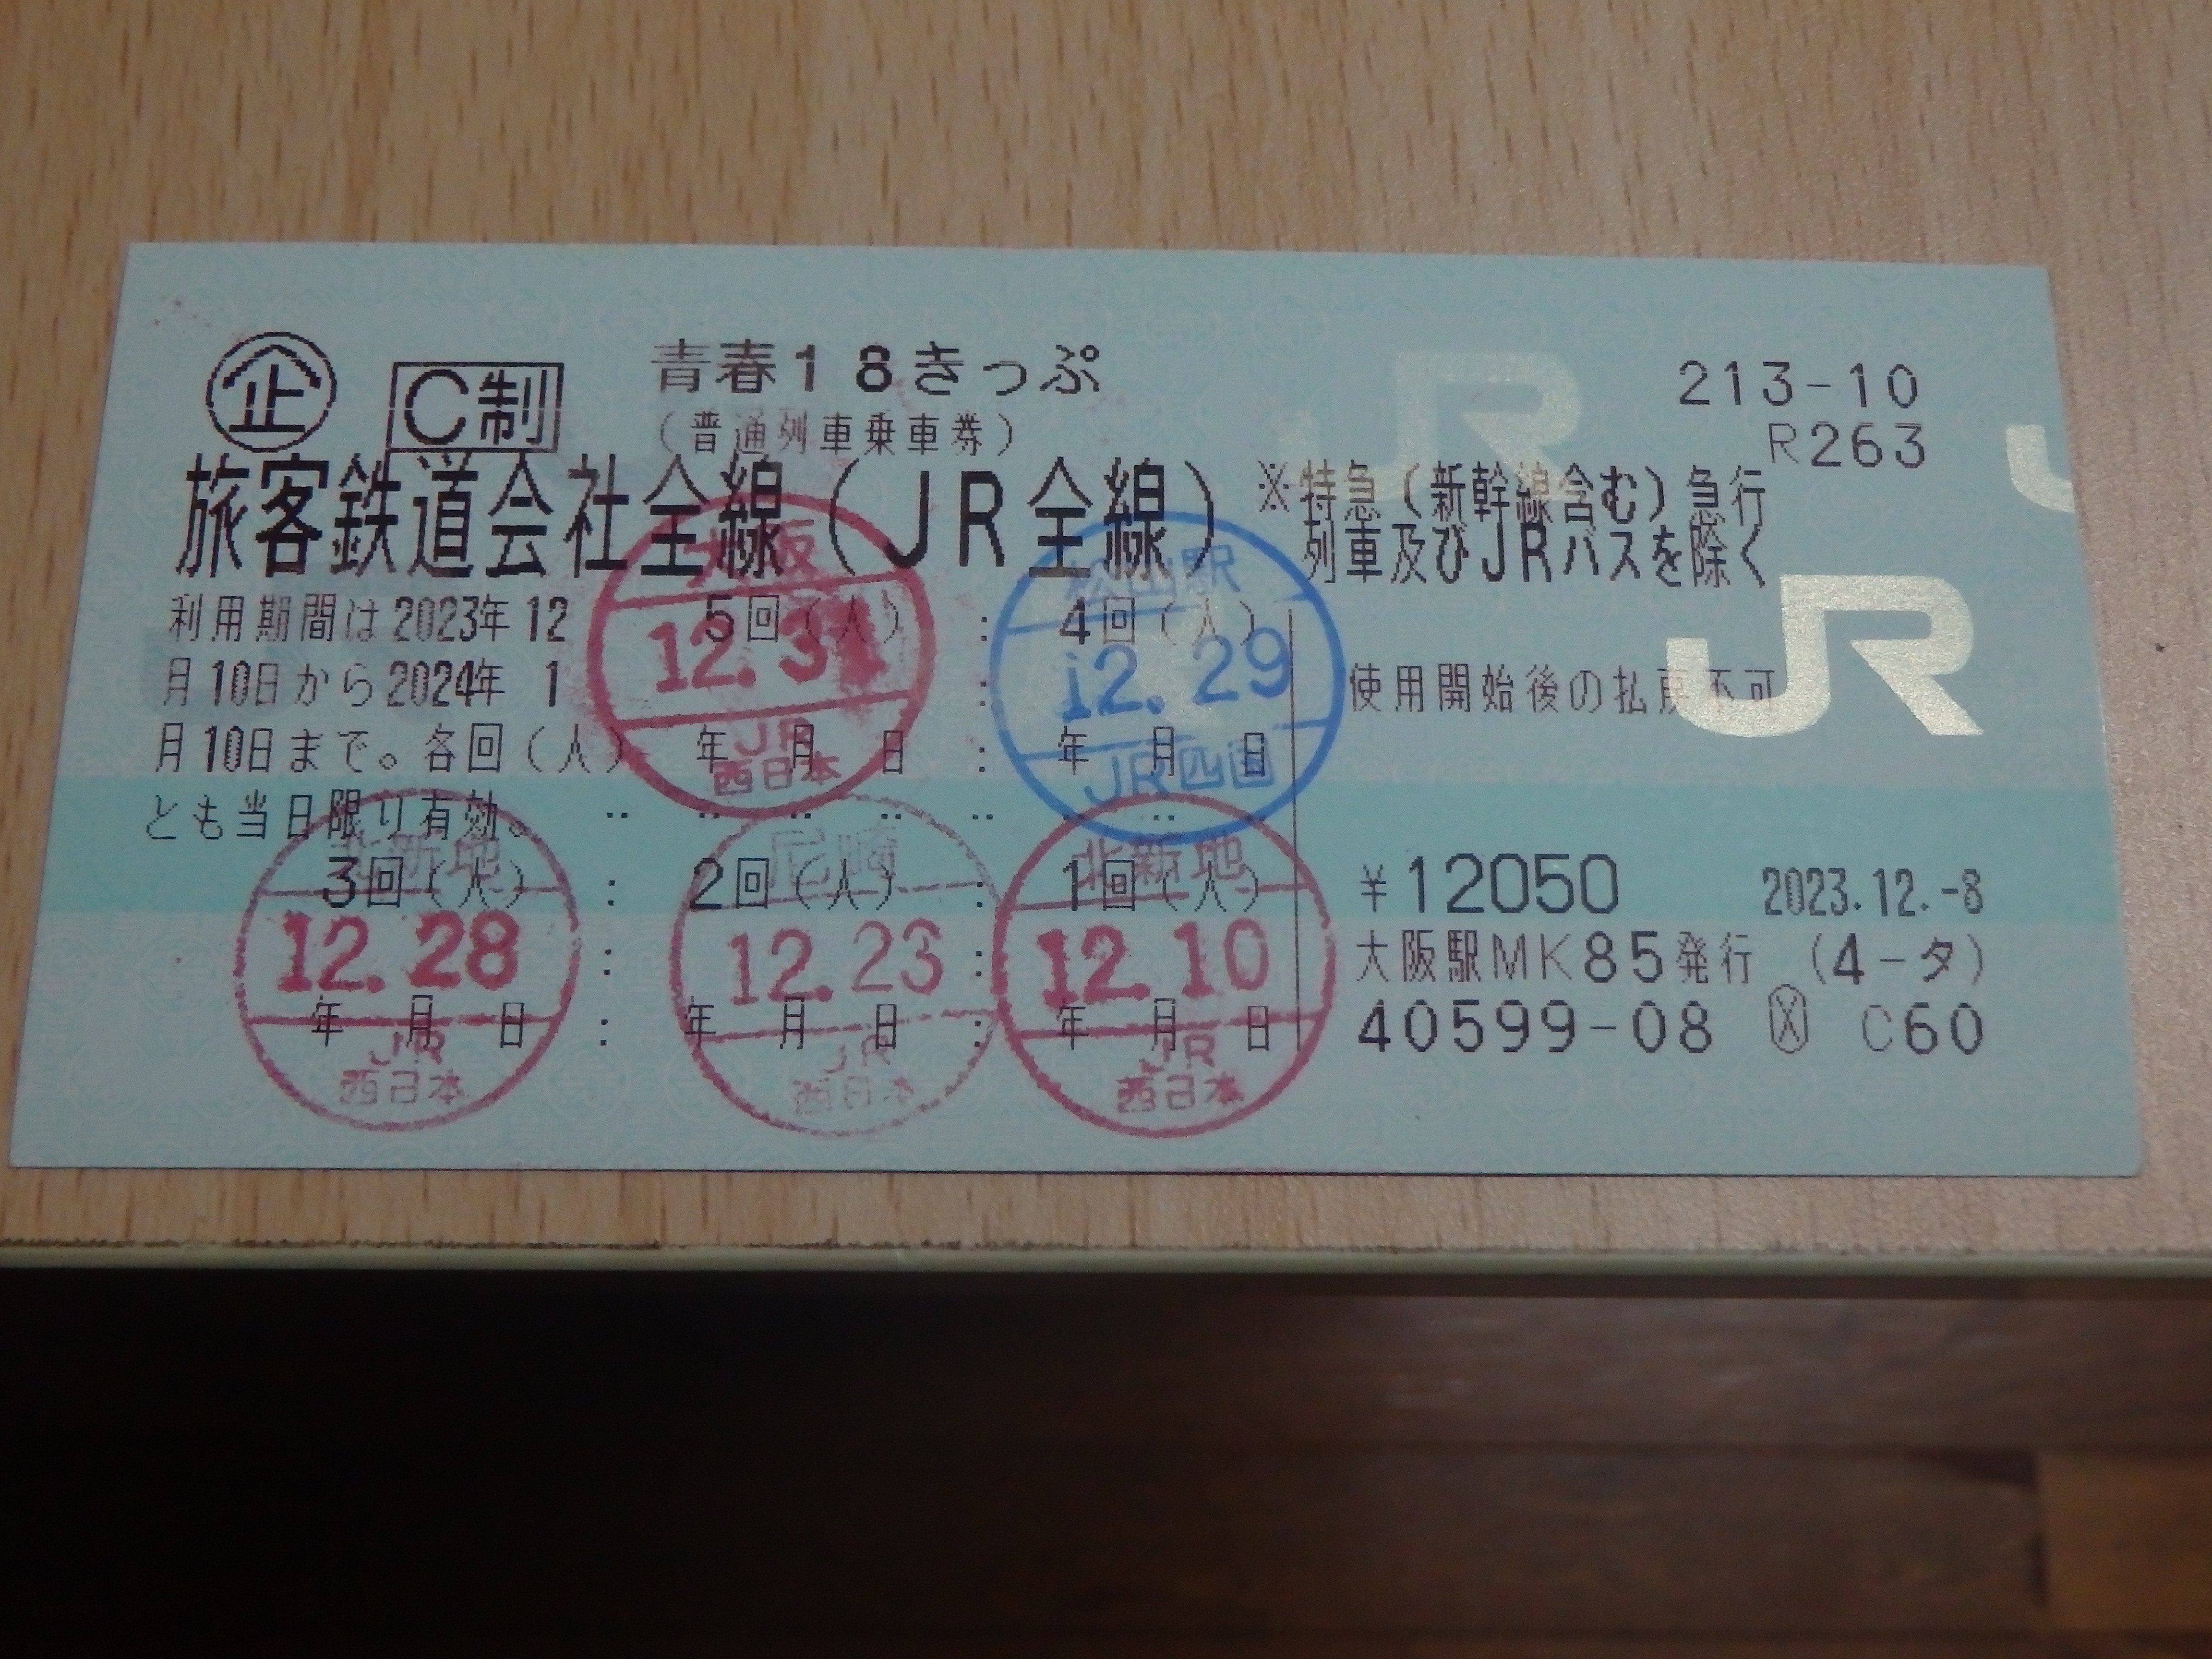 企 C制 青春18きっぷ 213-10
(普通列車乗車券) R263
旅客鉄道会社全線(JR全線) ※特急(新幹線含む)急行
列車及びJRバスを除く
利用期間は2023年12
月10日から2024年 1
月10日まで。各回(人)
とも当日限り有効。
5回(人) : 4回(人)
年 月 日 : 年 月 日
大阪
12.31
JR
西日本
松山駅
12.29
JR四国
使用開始後の払戻不可
JR
JR
3回(人) : 2回(人) : 1回(人)
年 月 日 : 年 月 日 : 年 月 日
北新地
12.28
JR
西日本
尼崎
12.23
JR
西日本
北新地
12.10
JR
西日本
¥12050 2023.12.-8
大阪駅MK85発行 (4-タ)
40599-08 C60